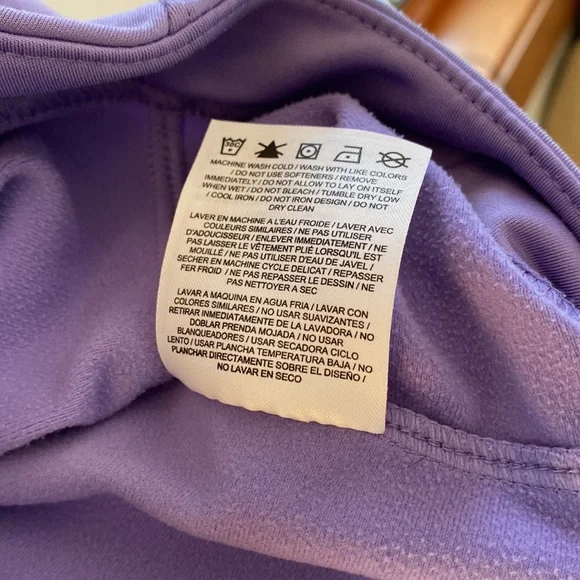 30C
MACHINE WASH COLD / WASH WITH LIKE COLORS
/ DO NOT USE SOFTENERS / REMOVE
IMMEDIATELY / DO NOT ALLOW TO LAY ON ITSELF
WHEN WET / DO NOT BLEACH / TUMBLE DRY LOW
/ COOL IRON / DO NOT IRON DESIGN / DO NOT
DRY CLEAN
LAVER EN MACHINE A L'EAU FROIDE / LAVER AVEC
COULEURS SIMILAIRES / NE PAS UTILISER
D'ADOUCISEUR / ENLEVER IMMEDIATEMENT / NE
PAS LAISSER LE VÊTEMENT PLIÉ LORSQU'IL EST
MOUILLÉ / NE PAS UTILISER D'EAU DE JAVEL /
SECHER EN MACHINE CYCLE DELICAT / REPASSER
FER FROID / NE PAS REPASSER LE DESSIN / NE
PAS NETTOYER A SEC
LAVAR A MAQUINA EN AGUA FRIA / LAVAR CON
COLORES SIMILARES / NO USAR SUAVIZANTES /
RETIRAR INMEDIATAMENTE DE LA LAVADORA / NO
DOBLAR PRENDA MOJADA / NO USAR
BLANQUEADORES / USAR SECADORA CICLO
LENTO / USAR PLANCHA TEMPERATURA BAJA / NO
PLANCHAR DIRECTAMENTE SOBRE EL DISEÑO /
NO LAVAR EN SECO